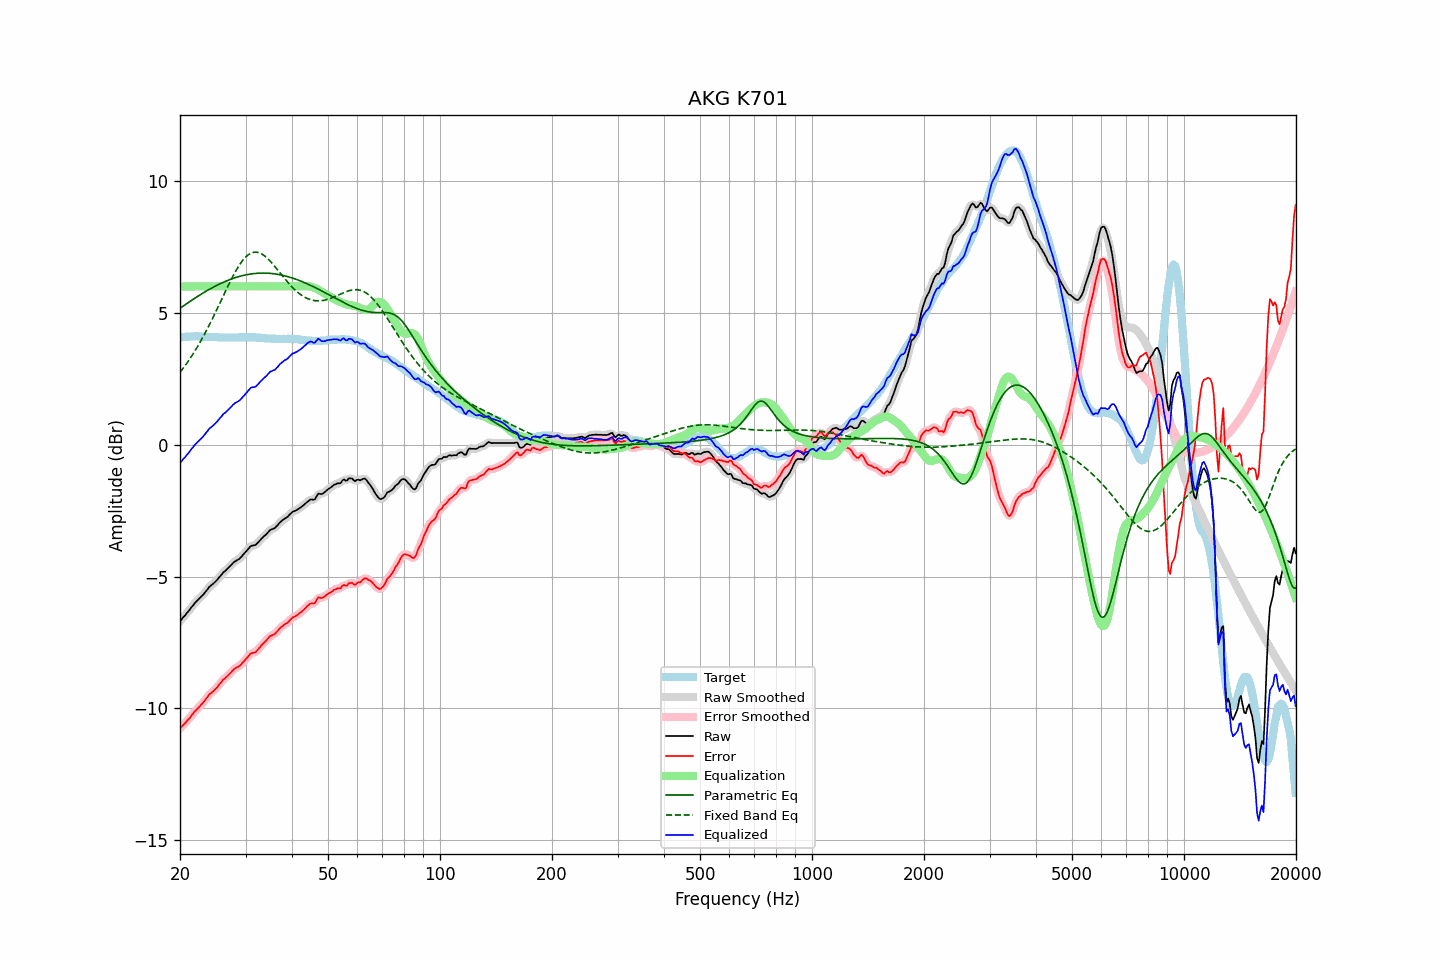 AKG K701
Amplitude (dBr)
10
5
0
−5
−10
−15
Target
Raw Smoothed
Error Smoothed
Raw
Error
Equalization
Parametric Eq
Fixed Band Eq
Equalized
20 50 100 200 500 1000 2000 5000 10000 20000
Frequency (Hz)